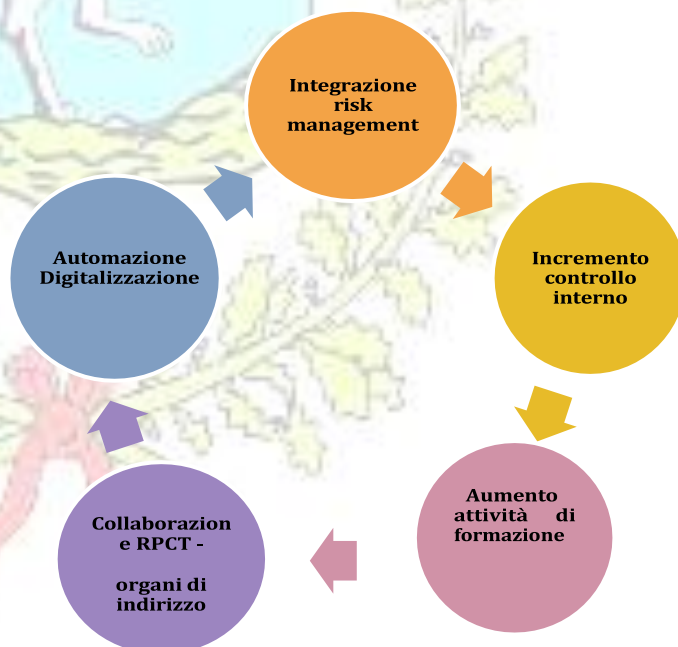 Integrazione
risk
management
Incremento
controllo
interno
Aumento
attività di
formazione
Collaborazion
e RPCT -
organi di
indirizzo
Automazione
Digitalizzazione